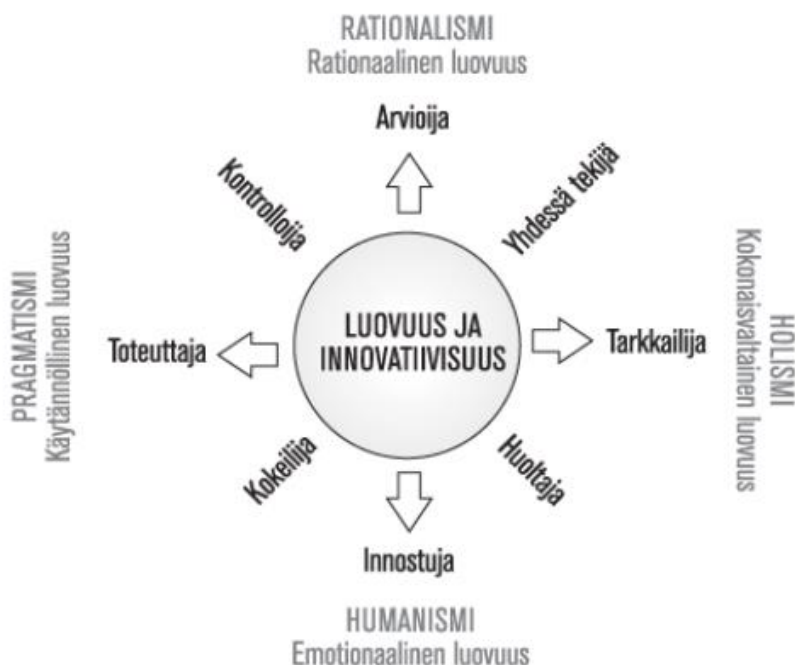 RATIONALISMI
Rationaalinen luovuus
Arvioija
Kontrolloija
Yhdessä tekijä
PRAGMATISMI
Käytännöllinen luovuus
Toteuttaja
LUOVUUS JA
INNOVATIIVISUUS
Tarkkailija
HOLISMI
Kokonaisvaltainen luovuus
Kokeilija
Huoltaja
Innostuja
HUMANISMI
Emotionaalinen luovuus